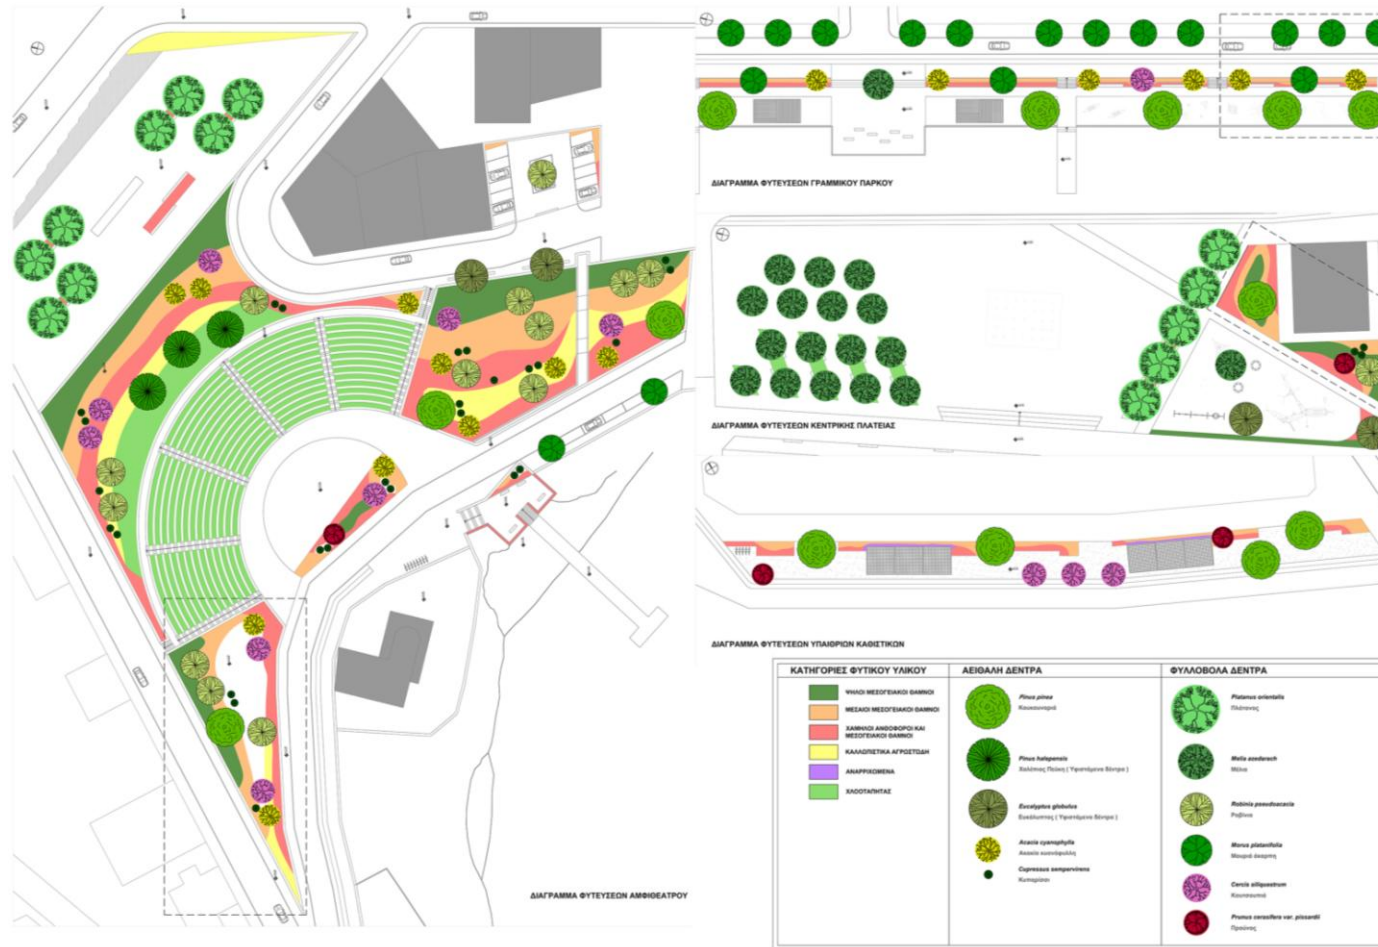 ΔΙΑΓΡΑΜΜΑ ΦΥΤΕΥΣΕΩΝ ΓΡΑΜΜΙΚΟΥ ΠΑΡΚΟΥ
ΔΙΑΓΡΑΜΜΑ ΦΥΤΕΥΣΕΩΝ ΚΕΝΤΡΙΚΗΣ ΠΛΑΤΕΙΑΣ
ΔΙΑΓΡΑΜΜΑ ΦΥΤΕΥΣΕΩΝ ΥΠΑΙΘΡΙΩΝ ΚΑΘΙΣΤΙΚΩΝ
ΔΙΑΓΡΑΜΜΑ ΦΥΤΕΥΣΕΩΝ ΑΜΦΙΘΕΑΤΡΟΥ
ΚΑΤΗΓΟΡΙΕΣ ΦΥΤΙΚΟΥ ΥΛΙΚΟΥ
ΨΗΛΟΙ ΜΕΣΟΓΕΙΑΚΟΙ ΘΑΜΝΟΙ
ΜΕΣΑΙΟΙ ΜΕΣΟΓΕΙΑΚΟΙ ΘΑΜΝΟΙ
ΧΑΜΗΛΟΙ ΑΝΘΟΦΟΡΟΙ ΚΑΙ
ΜΕΣΟΓΕΙΑΚΟΙ ΘΑΜΝΟΙ
ΚΑΛΛΩΠΙΣΤΙΚΑ ΑΓΡΩΣΤΩΔΗ
ΑΝΑΡΡΙΧΩΜΕΝΑ
ΧΛΟΟΤΑΠΗΤΑΣ
ΑΕΙΘΑΛΗ ΔΕΝΤΡΑ
Pinus pinea
Κουκουναριά
Pinus halepensis
Χαλέπιος Πεύκη ( Υφιστάμενα δέντρα )
Eucalyptus globulus
Ευκάλυπτος ( Υφιστάμενα δέντρα )
Acacia cyanophylla
Ακακία κυανόφυλλη
Cupressus sempervirens
Κυπαρίσσι
ΦΥΛΛΟΒΟΛΑ ΔΕΝΤΡΑ
Platanus orientalis
Πλάτανος
Melia azedarach
Μέλια
Robinia pseudoacacia
Ροβίνια
Morus platanifolia
Μουριά άκαρπη
Cercis siliquastrum
Κουτσουπιά
Prunus cerasifera var. pissardii
Προύνος